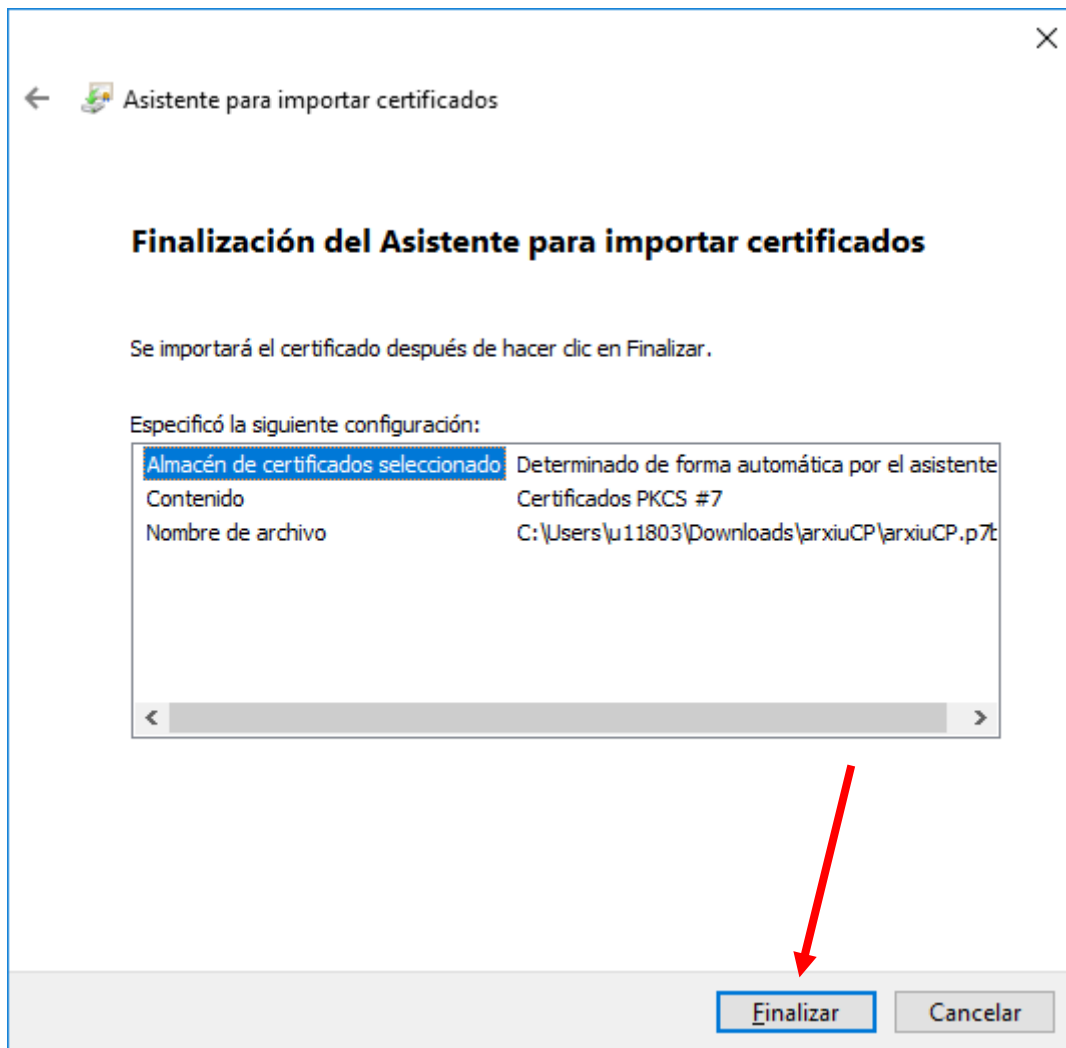 Asistente para importar certificados
Finalización del Asistente para importar certificados
Se importará el certificado después de hacer clic en Finalizar.
Especificó la siguiente configuración:
Almacén de certificados seleccionado Determinado de forma automática por el asistente
Contenido Certificados PKCS #7
Nombre de archivo C:\Users\u11803\Downloads\arxiuCP\arxiuCP.p7b
Finalizar Cancelar